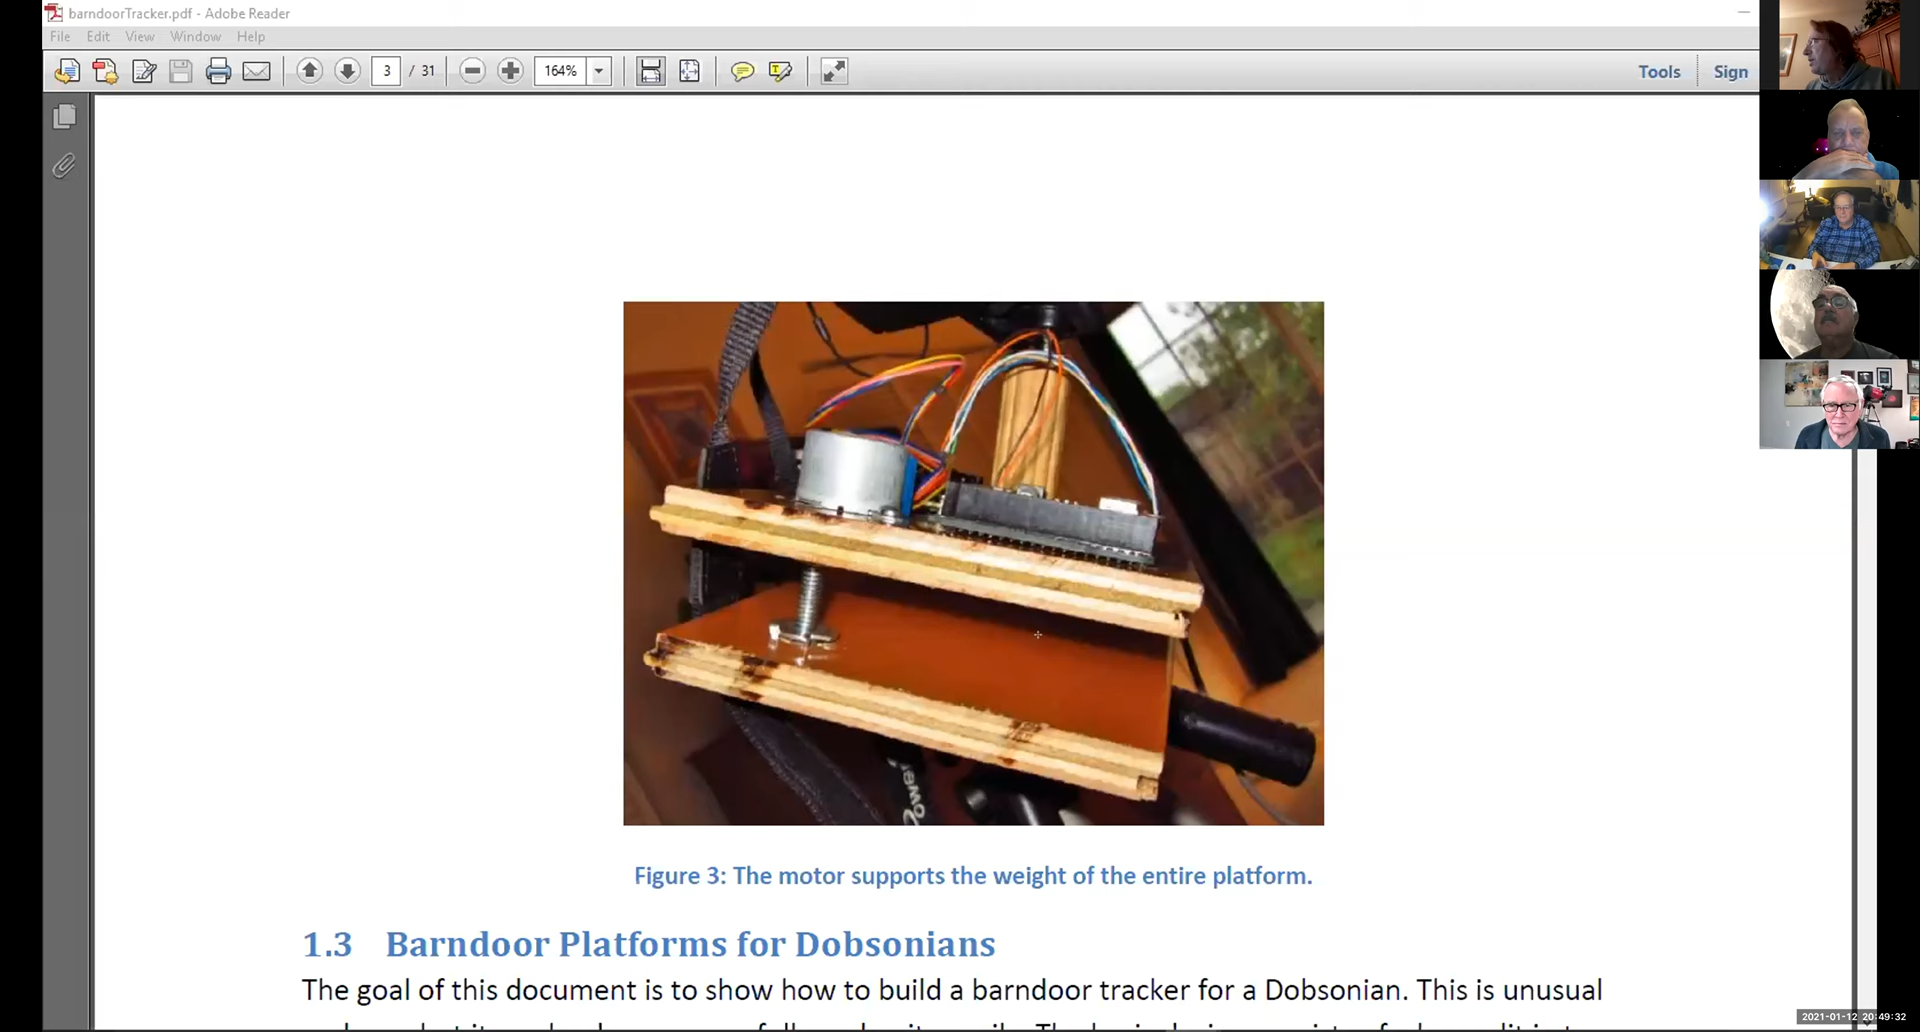 barndoorTracker.pdf - Adobe Reader
File Edit View Window Help
3 / 31 164% Tools Sign
Figure 3: The motor supports the weight of the entire platform.
1.3 Barndoor Platforms for Dobsonians
The goal of this document is to show how to build a barndoor tracker for a Dobsonian. This is unusual
2021-01-12 20:49:32